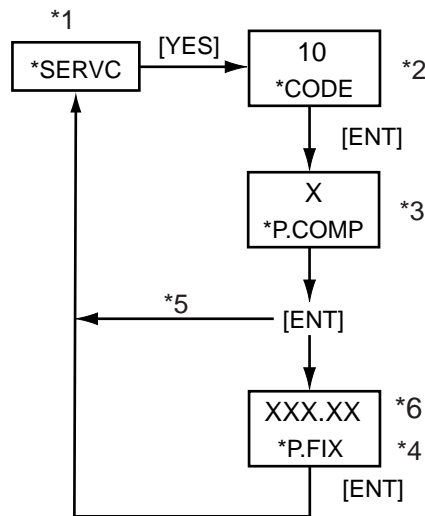 *1
*SERVC
[YES]
10
*CODE
*2
[ENT]
X
*P.COMP
*3
*5
[ENT]
XXX.XX
*6
*P.FIX
*4
[ENT]